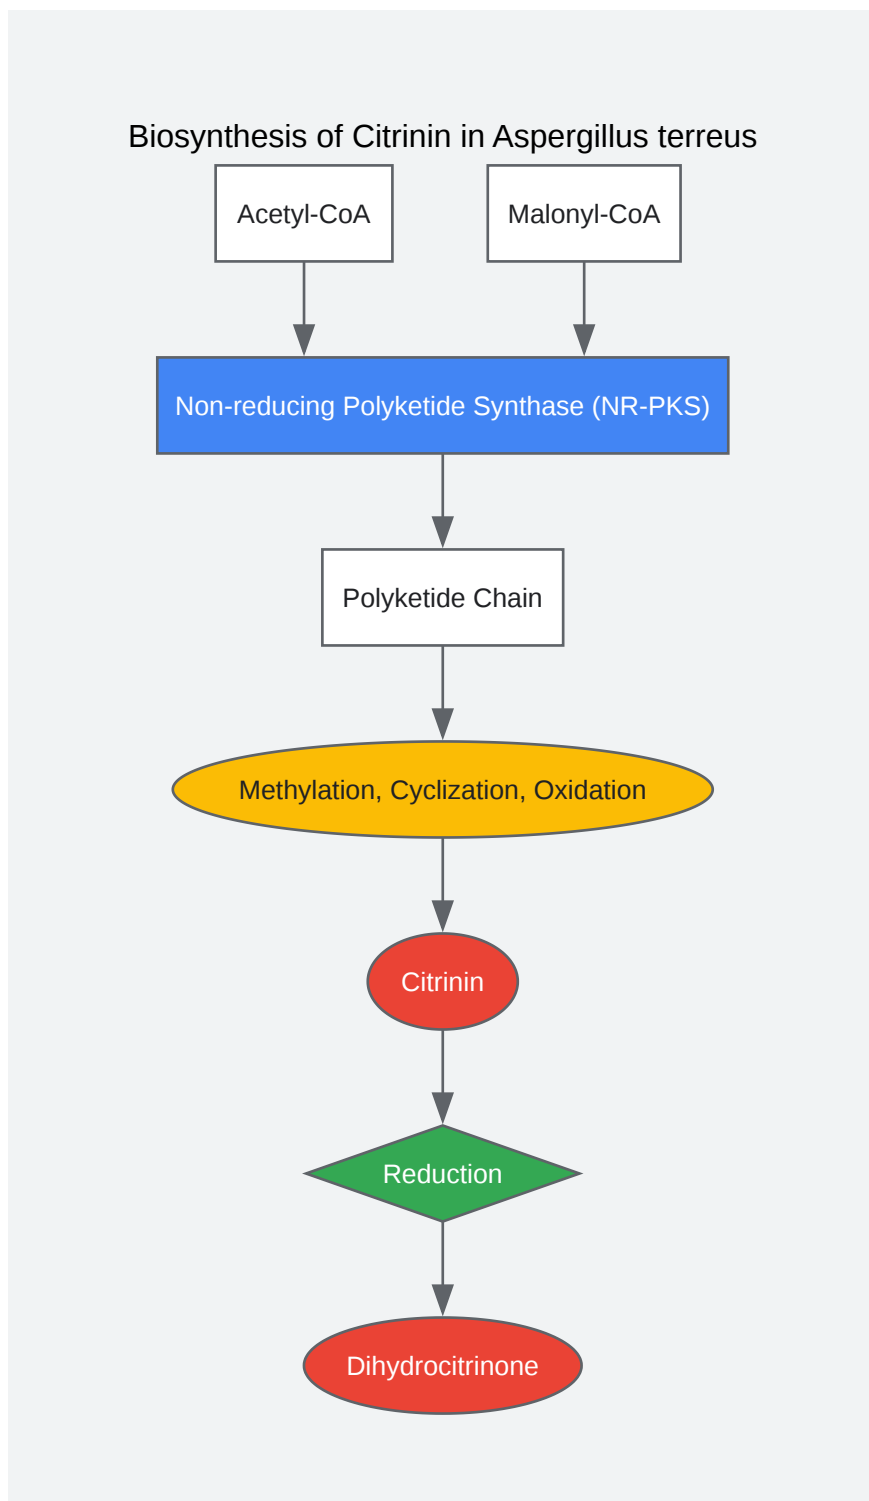 Biosynthesis of Citrinin in Aspergillus terreus
Acetyl-CoA
Malonyl-CoA
Non-reducing Polyketide Synthase (NR-PKS)
Polyketide Chain
Methylation, Cyclization, Oxidation
Citrinin
Reduction
Dihydrocitrinone